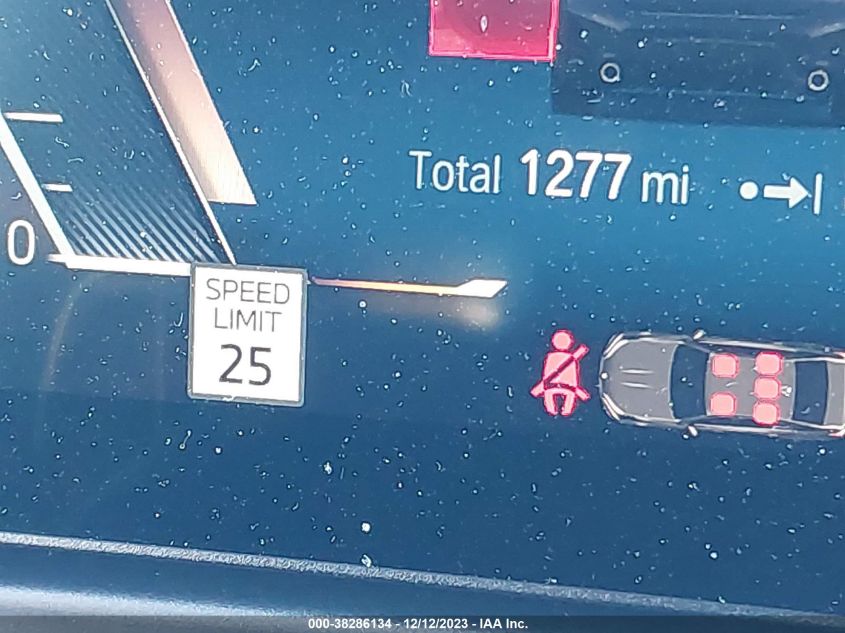 Total 1277 mi
0
SPEED
LIMIT
25
000-38286134 - 12/12/2023 - IAA Inc.